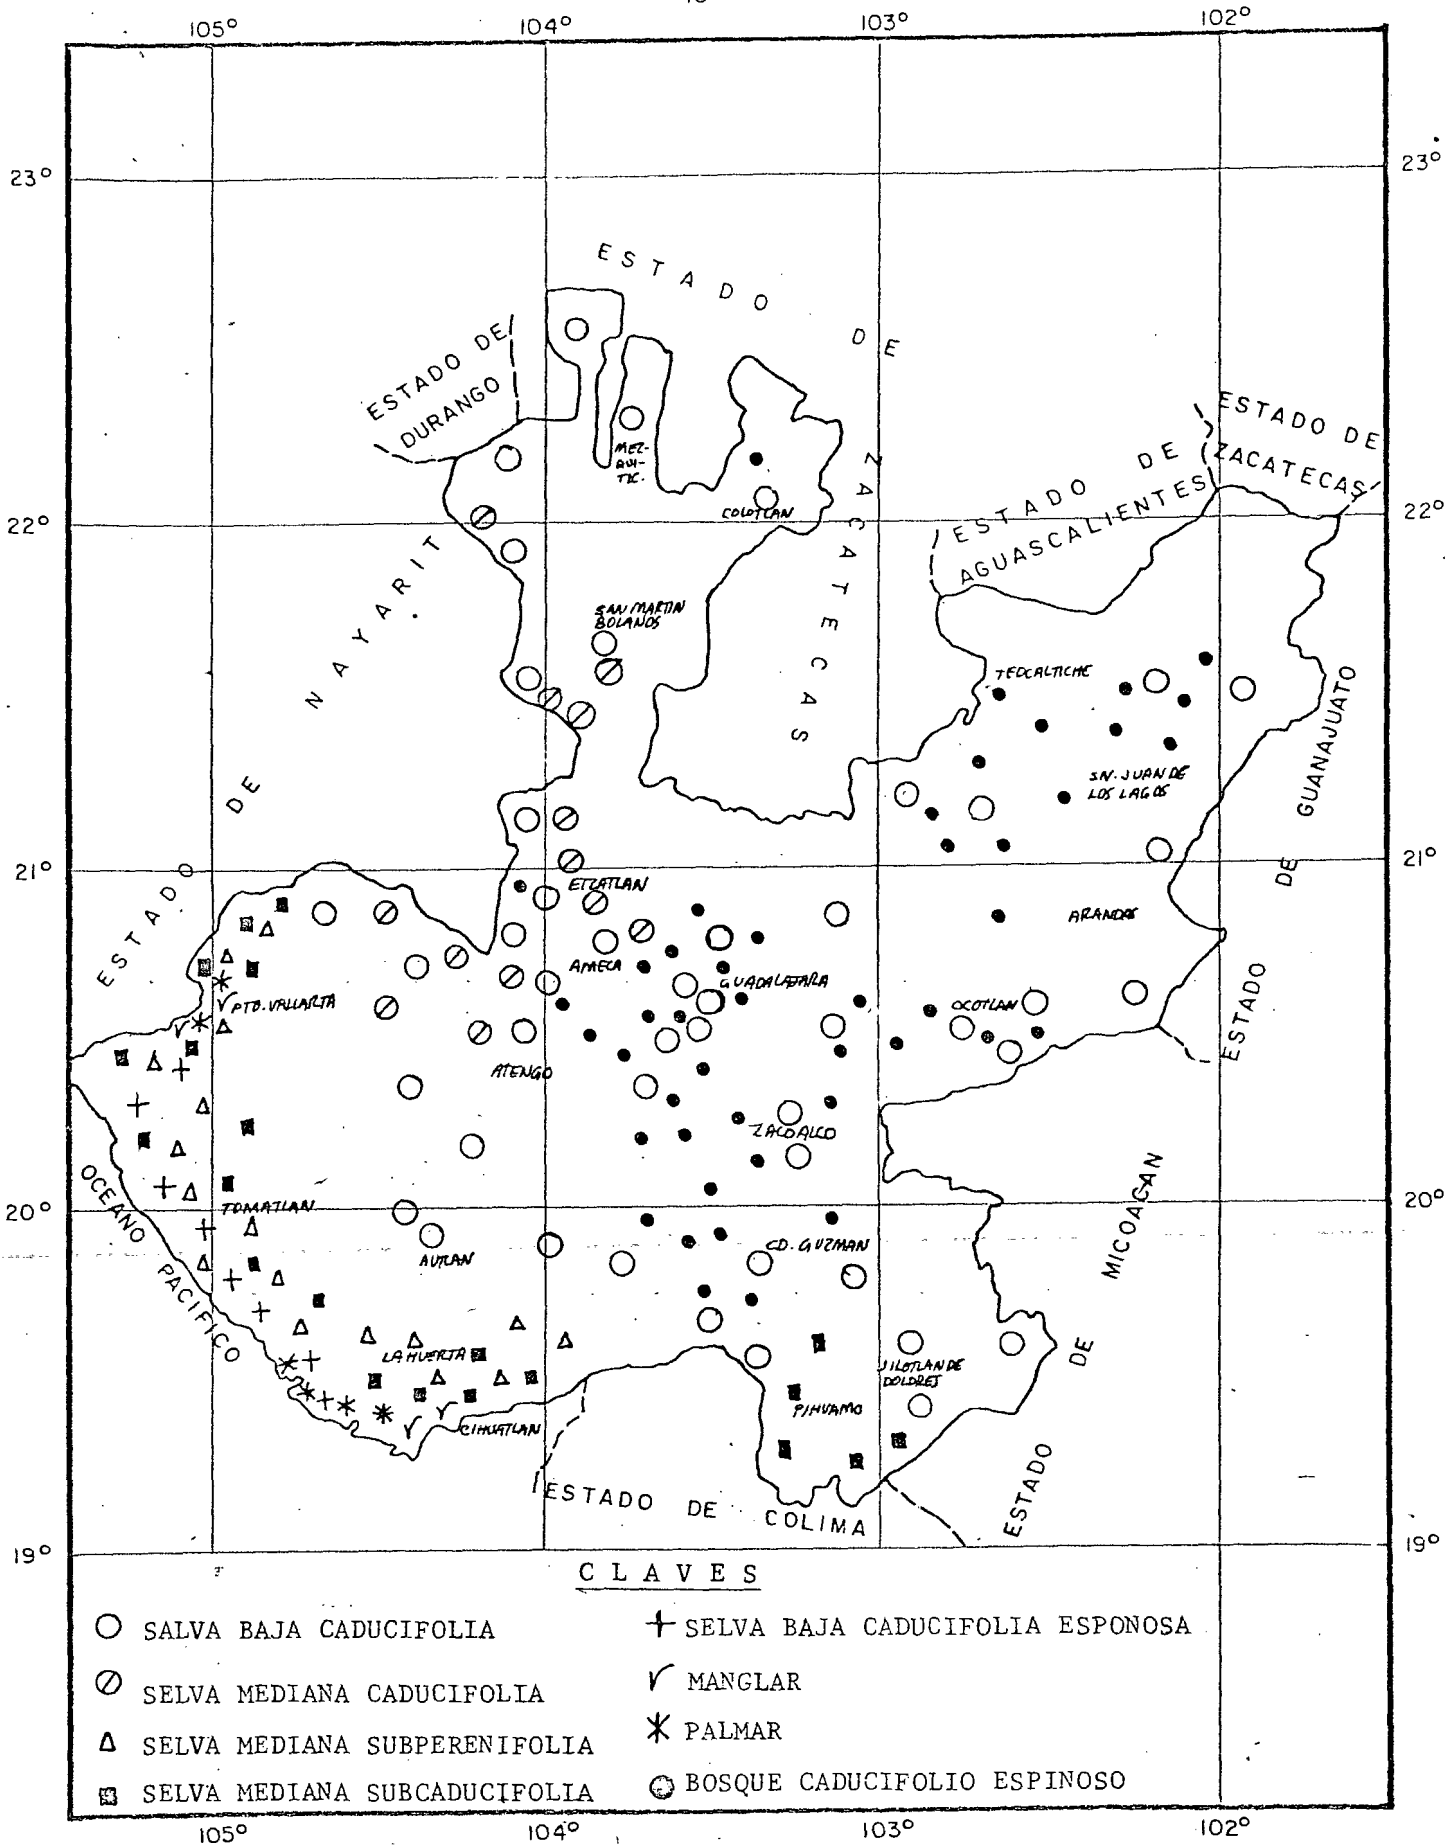 105° 104° 103° 102°
23° 23°
ESTADO DE ZACATECAS
ESTADO DE
DURANGO
MEZ-
QUI-
TIC.
COLOTLAN
ESTADO DE
ZACATECAS
ESTADO DE
AGUASCALIENTES
22° 22°
ESTADO DE NAYARIT
SAN MARTIN
BOLANOS
TEOCALTICHE
SN. JUAN DE
LOS LAGOS
ESTADO DE GUANAJUATO
21° 21°
ETZATLAN
ARANDAS
AMECA
GUADALAJARA
PTO. VALLARTA
OCOTLAN
ATENGO
ZACOALCO
OCEANO PACIFICO
TOMATLAN
20° 20°
AUTLAN
CD. GUZMAN
ESTADO DE MICOACAN
LA HUERTA
JILOTLAN DE
DOLORES
PIHUAMO
CIHUATLAN
ESTADO DE COLIMA
19° 19°
CLAVES
SALVA BAJA CADUCIFOLIA
SELVA MEDIANA CADUCIFOLIA
SELVA MEDIANA SUBPERENIFOLIA
SELVA MEDIANA SUBCADUCIFOLIA
SELVA BAJA CADUCIFOLIA ESPONOSA
MANGLAR
PALMAR
BOSQUE CADUCIFOLIO ESPINOSO
105° 104° 103° 102°